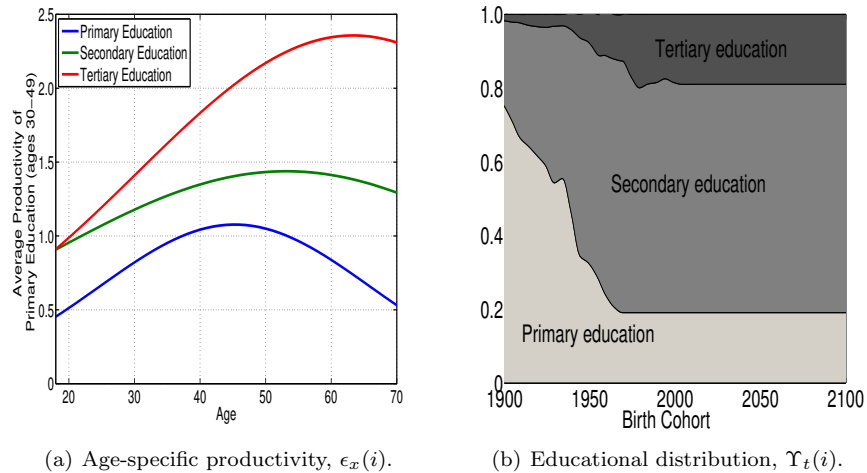 Primary Education
Secondary Education
Tertiary Education
2.5
2.0
1.5
1.0
0.5
0
Average Productivity of
Primary Education (ages 30−49)
20 30 40 50 60 70
Age
(a) Age-specific productivity, ϵx(i).
1.0
0.8
0.6
0.4
0.2
0
Tertiary education
Secondary education
Primary education
1900 1950 2000 2050 2100
Birth Cohort
(b) Educational distribution, ϒt(i).